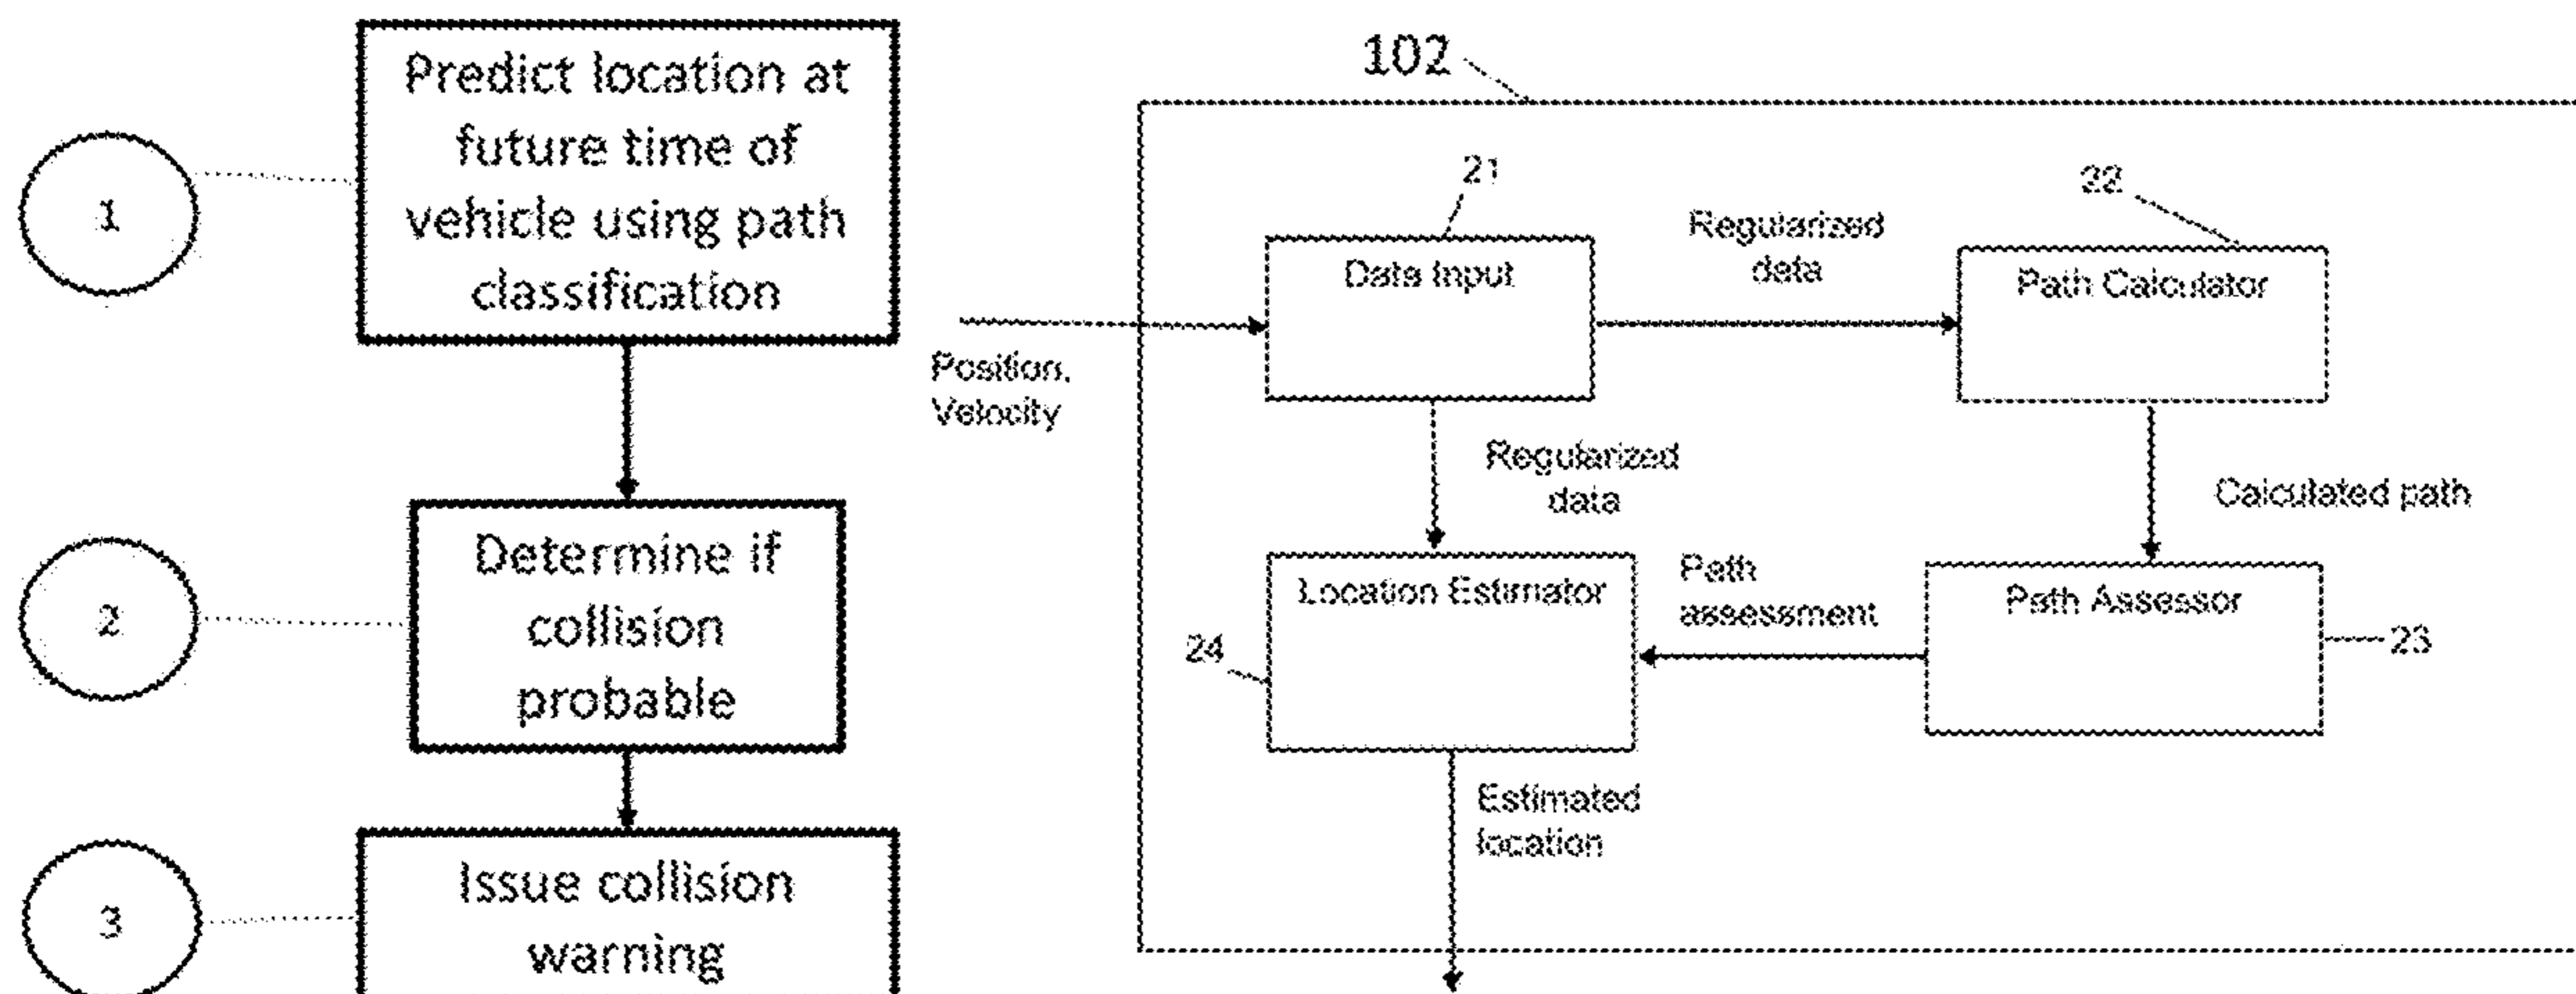 1
Predict location at
future time of
vehicle using path
classification
2
Determine if
collision
probable
3
Issue collision
warning
102
Position,
Velocity
21
Data Input
Regularized
data
22
Path Calculator
Regularized
data
Calculated path
24
Location Estimator
Path
assessment
Path Assessor
23
Estimated
location